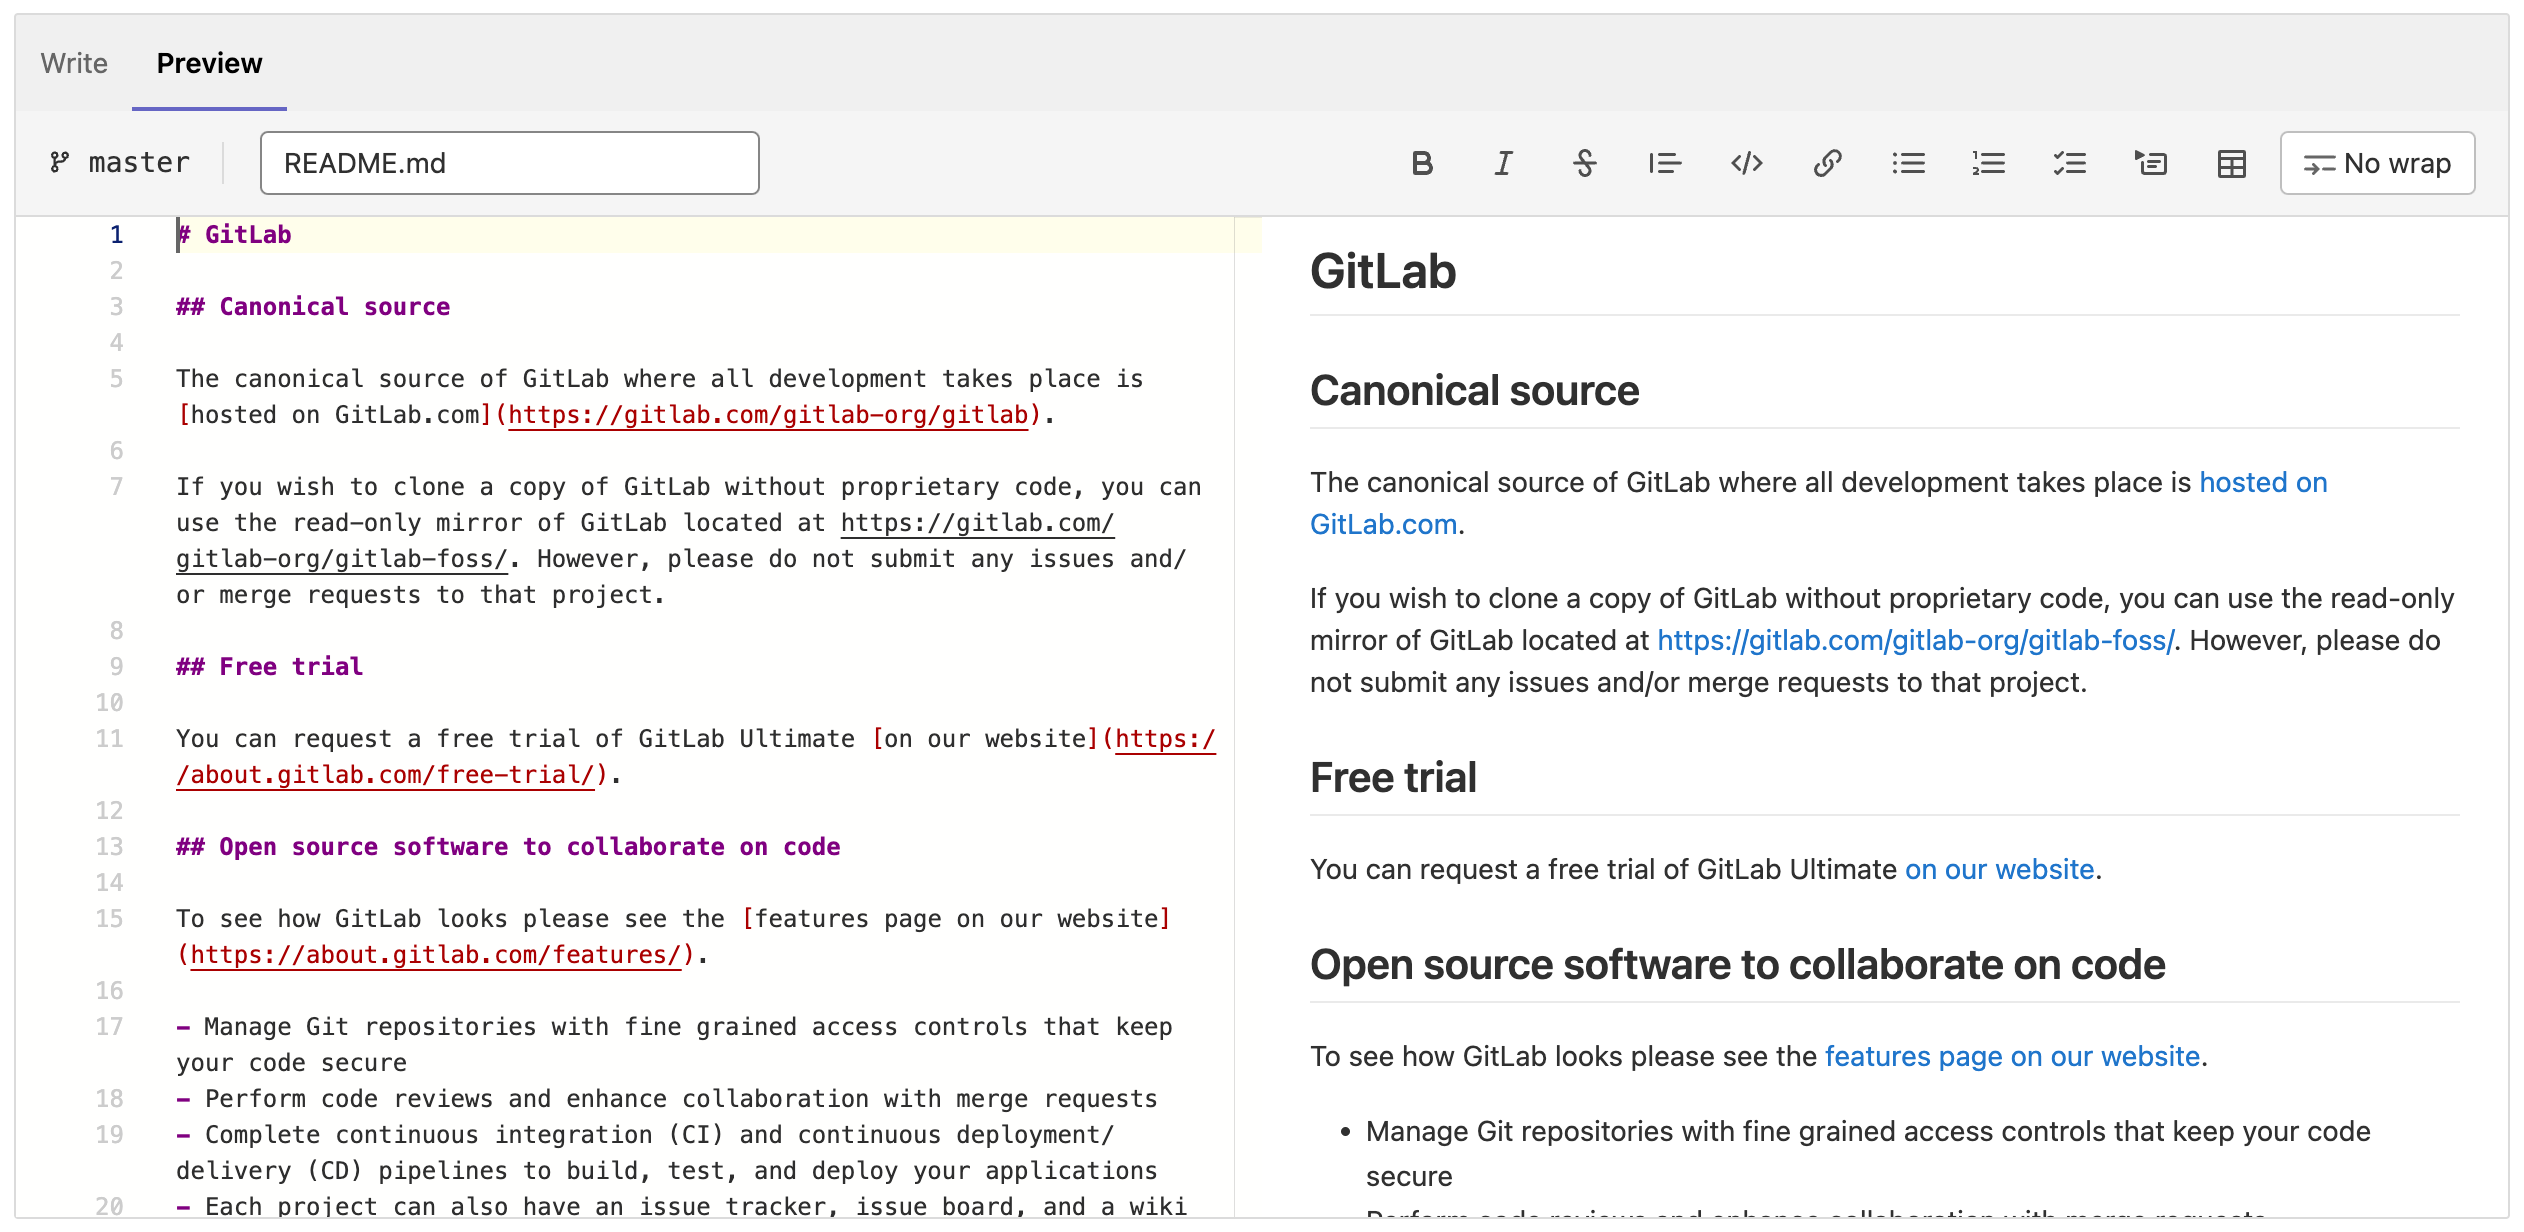 Write Preview
master README.md No wrap
1 # GitLab
2
3 ## Canonical source
4
5 The canonical source of GitLab where all development takes place is
[hosted on GitLab.com](https://gitlab.com/gitlab-org/gitlab).
6
7 If you wish to clone a copy of GitLab without proprietary code, you can
use the read-only mirror of GitLab located at https://gitlab.com/
gitlab-org/gitlab-foss/. However, please do not submit any issues and/
or merge requests to that project.
8
9 ## Free trial
10
11 You can request a free trial of GitLab Ultimate [on our website](https:/
/about.gitlab.com/free-trial/).
12
13 ## Open source software to collaborate on code
14
15 To see how GitLab looks please see the [features page on our website]
(https://about.gitlab.com/features/).
16
17 - Manage Git repositories with fine grained access controls that keep
your code secure
18 - Perform code reviews and enhance collaboration with merge requests
19 - Complete continuous integration (CI) and continuous deployment/
delivery (CD) pipelines to build, test, and deploy your applications
20 - Each project can also have an issue tracker, issue board, and a wiki
GitLab
Canonical source
The canonical source of GitLab where all development takes place is hosted on
GitLab.com.
If you wish to clone a copy of GitLab without proprietary code, you can use the read-only
mirror of GitLab located at https://gitlab.com/gitlab-org/gitlab-foss/. However, please do
not submit any issues and/or merge requests to that project.
Free trial
You can request a free trial of GitLab Ultimate on our website.
Open source software to collaborate on code
To see how GitLab looks please see the features page on our website.
• Manage Git repositories with fine grained access controls that keep your code
secure
Perform code reviews and enhance collaboration with merge requests